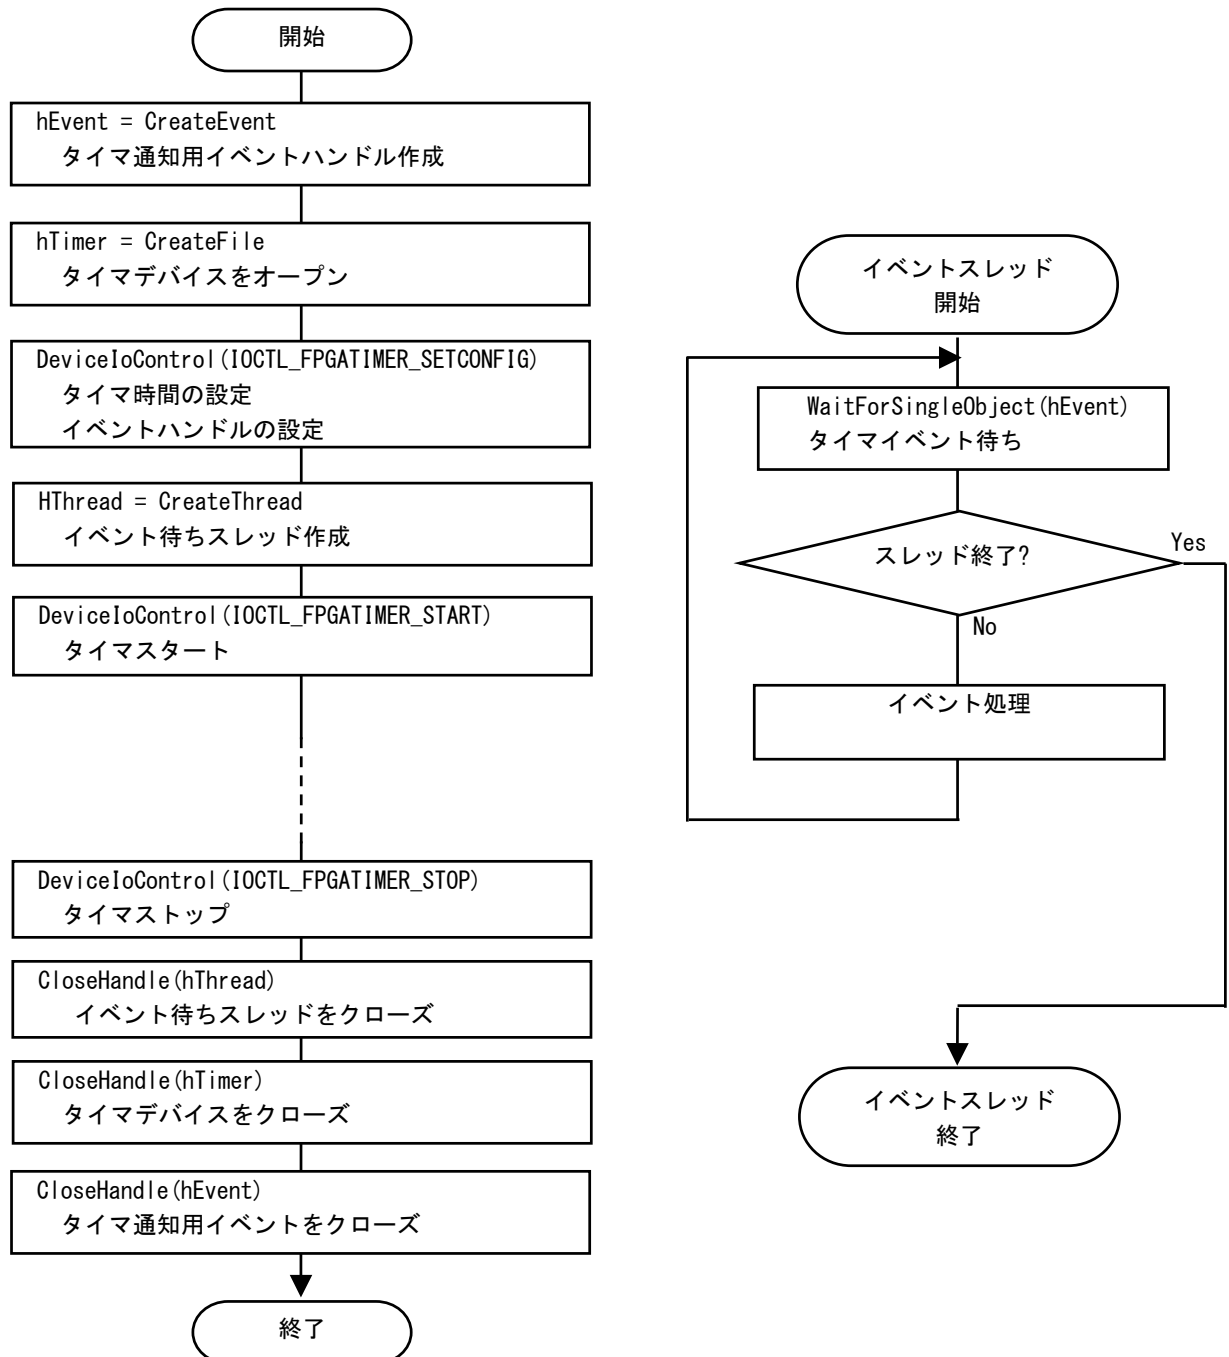 開始
hEvent = CreateEvent
タイマ通知用イベントハンドル作成
hTimer = CreateFile
タイマデバイスをオープン
DeviceIoControl(IOCTL_FPGATIMER_SETCONFIG)
タイマ時間の設定
イベントハンドルの設定
HThread = CreateThread
イベント待ちスレッド作成
DeviceIoControl(IOCTL_FPGATIMER_START)
タイマスタート
DeviceIoControl(IOCTL_FPGATIMER_STOP)
タイマストップ
CloseHandle(hThread)
イベント待ちスレッドをクローズ
CloseHandle(hTimer)
タイマデバイスをクローズ
CloseHandle(hEvent)
タイマ通知用イベントをクローズ
終了
イベントスレッド
開始
WaitForSingleObject(hEvent)
タイマイベント待ち
スレッド終了?
Yes
No
イベント処理
イベントスレッド
終了